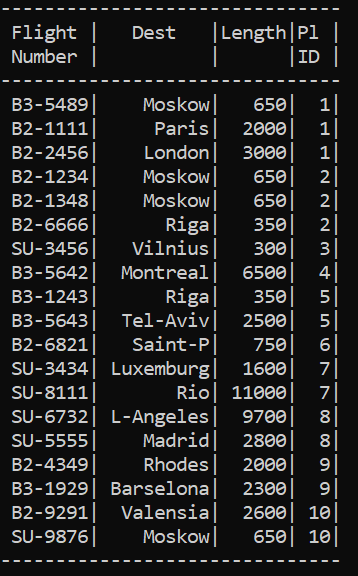 ----------------------------------
 Flight |   Dest   |Length|Pl |
 Number |          |      |ID |
----------------------------------
 B3-5489|    Moskow|   650|  1|
 B2-1111|     Paris|  2000|  1|
 B2-2456|    London|  3000|  1|
 B2-1234|    Moskow|   650|  2|
 B2-1348|    Moskow|   650|  2|
 B2-6666|      Riga|   350|  2|
 SU-3456|   Vilnius|   300|  3|
 B3-5642|  Montreal|  6500|  4|
 B3-1243|      Riga|   350|  5|
 B3-5643|  Tel-Aviv|  2500|  5|
 B2-6821|   Saint-P|   750|  6|
 SU-3434| Luxemburg|  1600|  7|
 SU-8111|       Rio| 11000|  7|
 SU-6732| L-Angeles|  9700|  8|
 SU-5555|    Madrid|  2800|  8|
 B2-4349|    Rhodes|  2000|  9|
 B3-1929| Barselona|  2300|  9|
 B2-9291|  Valensia|  2600| 10|
 SU-9876|    Moskow|   650| 10|
----------------------------------